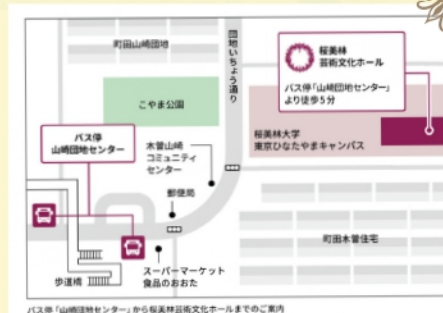 町田山崎団地
団地いちょう通り
桜美林
芸術文化ホール
バス停「山崎団地センター」
より徒歩5分
こやま公園
バス停
山崎団地センター
木曽山崎
コミュニティ
センター
桜美林大学
東京ひなたやまキャンパス
郵便局
町田木曽住宅
スーパーマーケット
食品のおおた
歩道橋
バス停「山崎団地センター」から桜美林芸術文化ホールまでのご案内